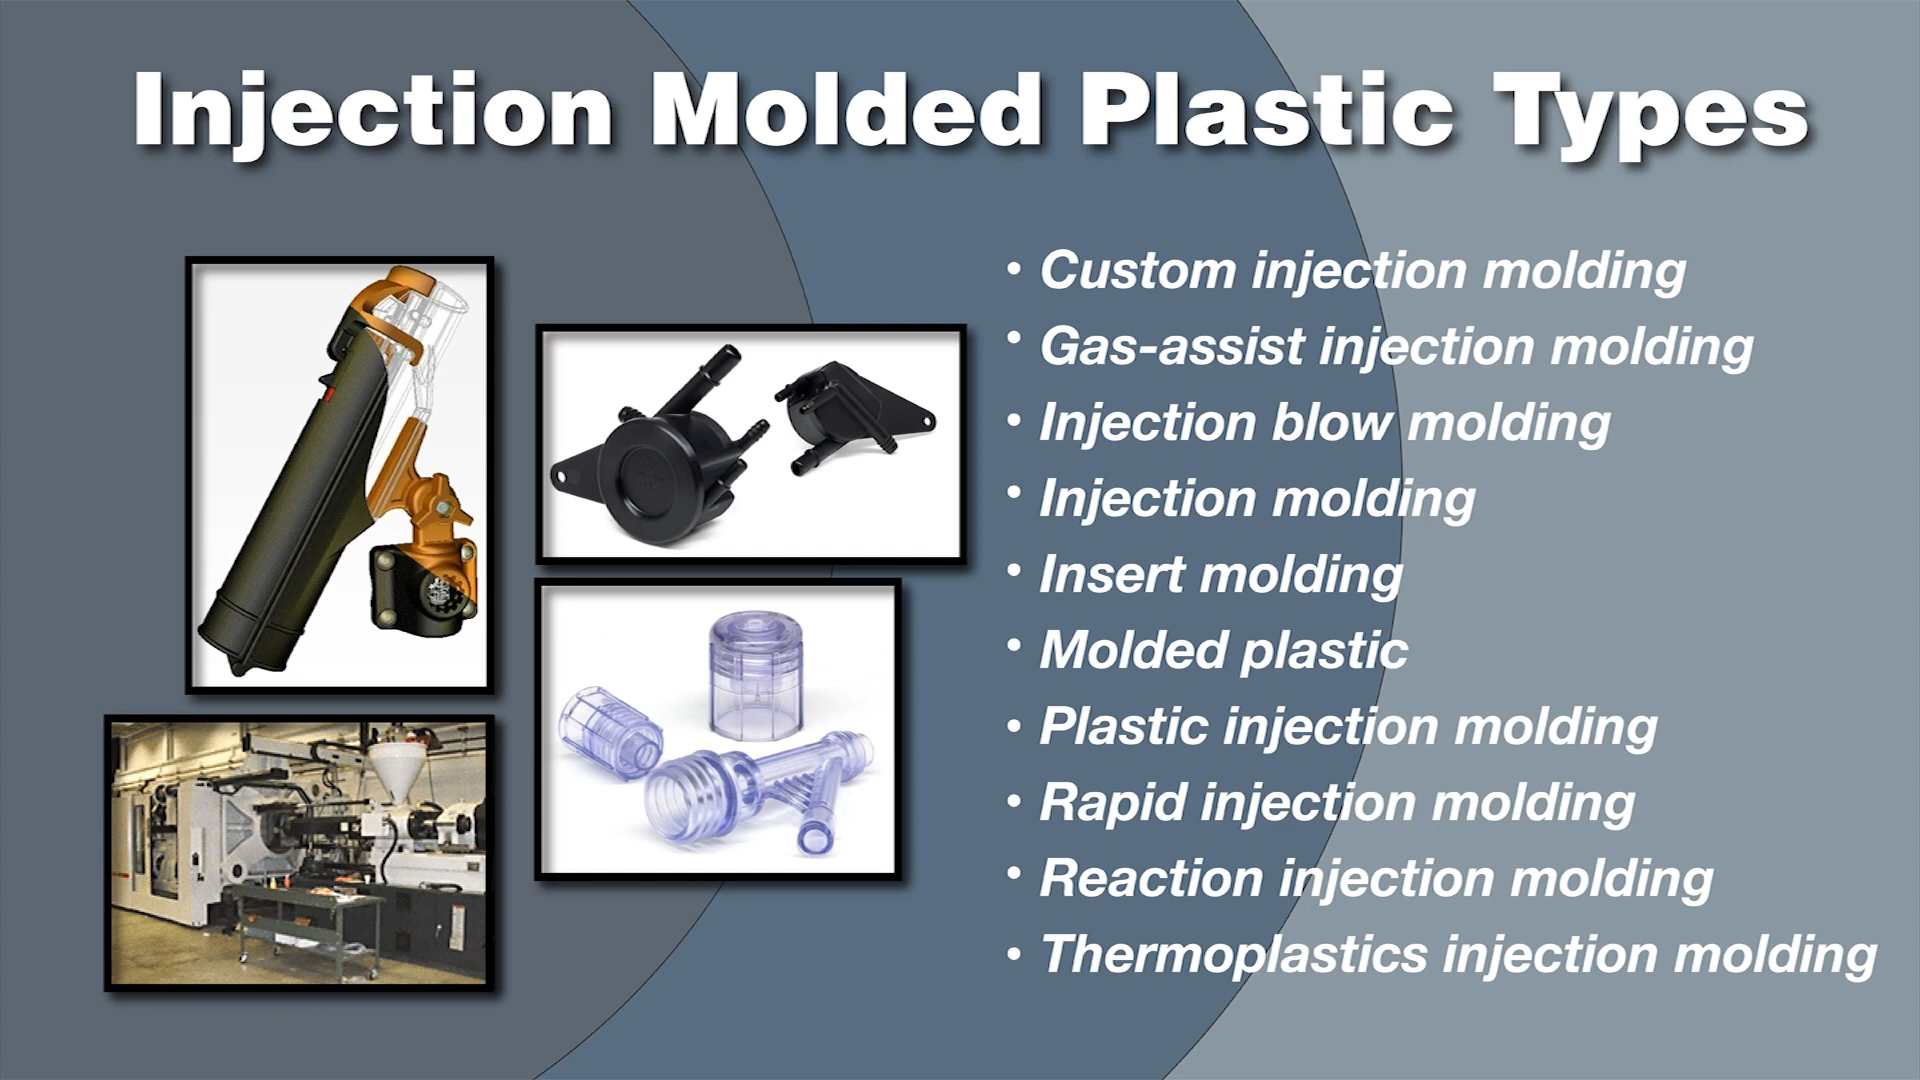 Injection Molded Plastic Types
• Custom injection molding
• Gas-assist injection molding
• Injection blow molding
• Injection molding
• Insert molding
• Molded plastic
• Plastic injection molding
• Rapid injection molding
• Reaction injection molding
• Thermoplastics injection molding